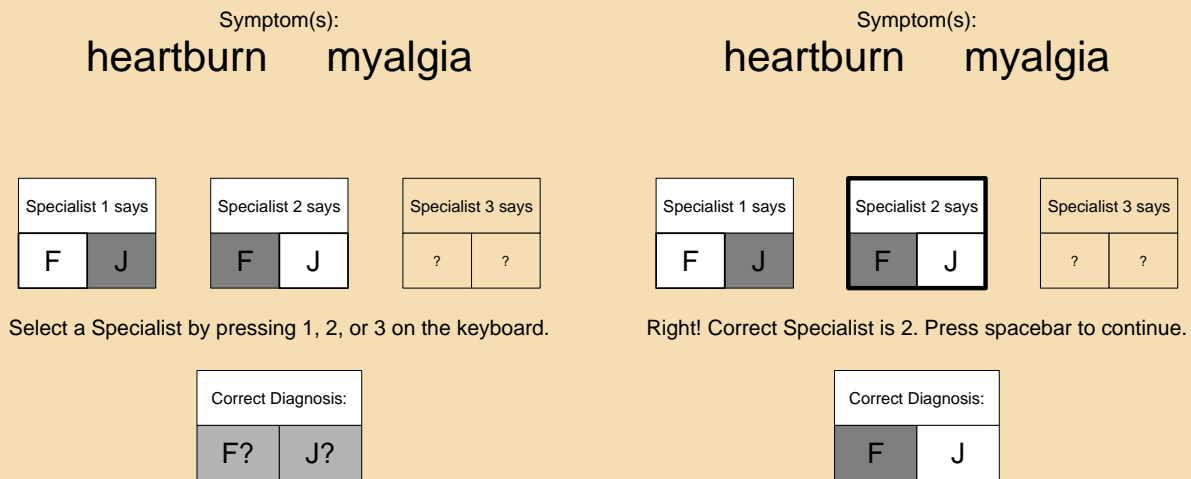 Symptom(s):
heartburn myalgia
Specialist 1 says
F J
Specialist 2 says
F J
Specialist 3 says
? ?
Select a Specialist by pressing 1, 2, or 3 on the keyboard.
Correct Diagnosis:
F? J?
Symptom(s):
heartburn myalgia
Specialist 1 says
F J
Specialist 2 says
F J
Specialist 3 says
? ?
Right! Correct Specialist is 2. Press spacebar to continue.
Correct Diagnosis:
F J